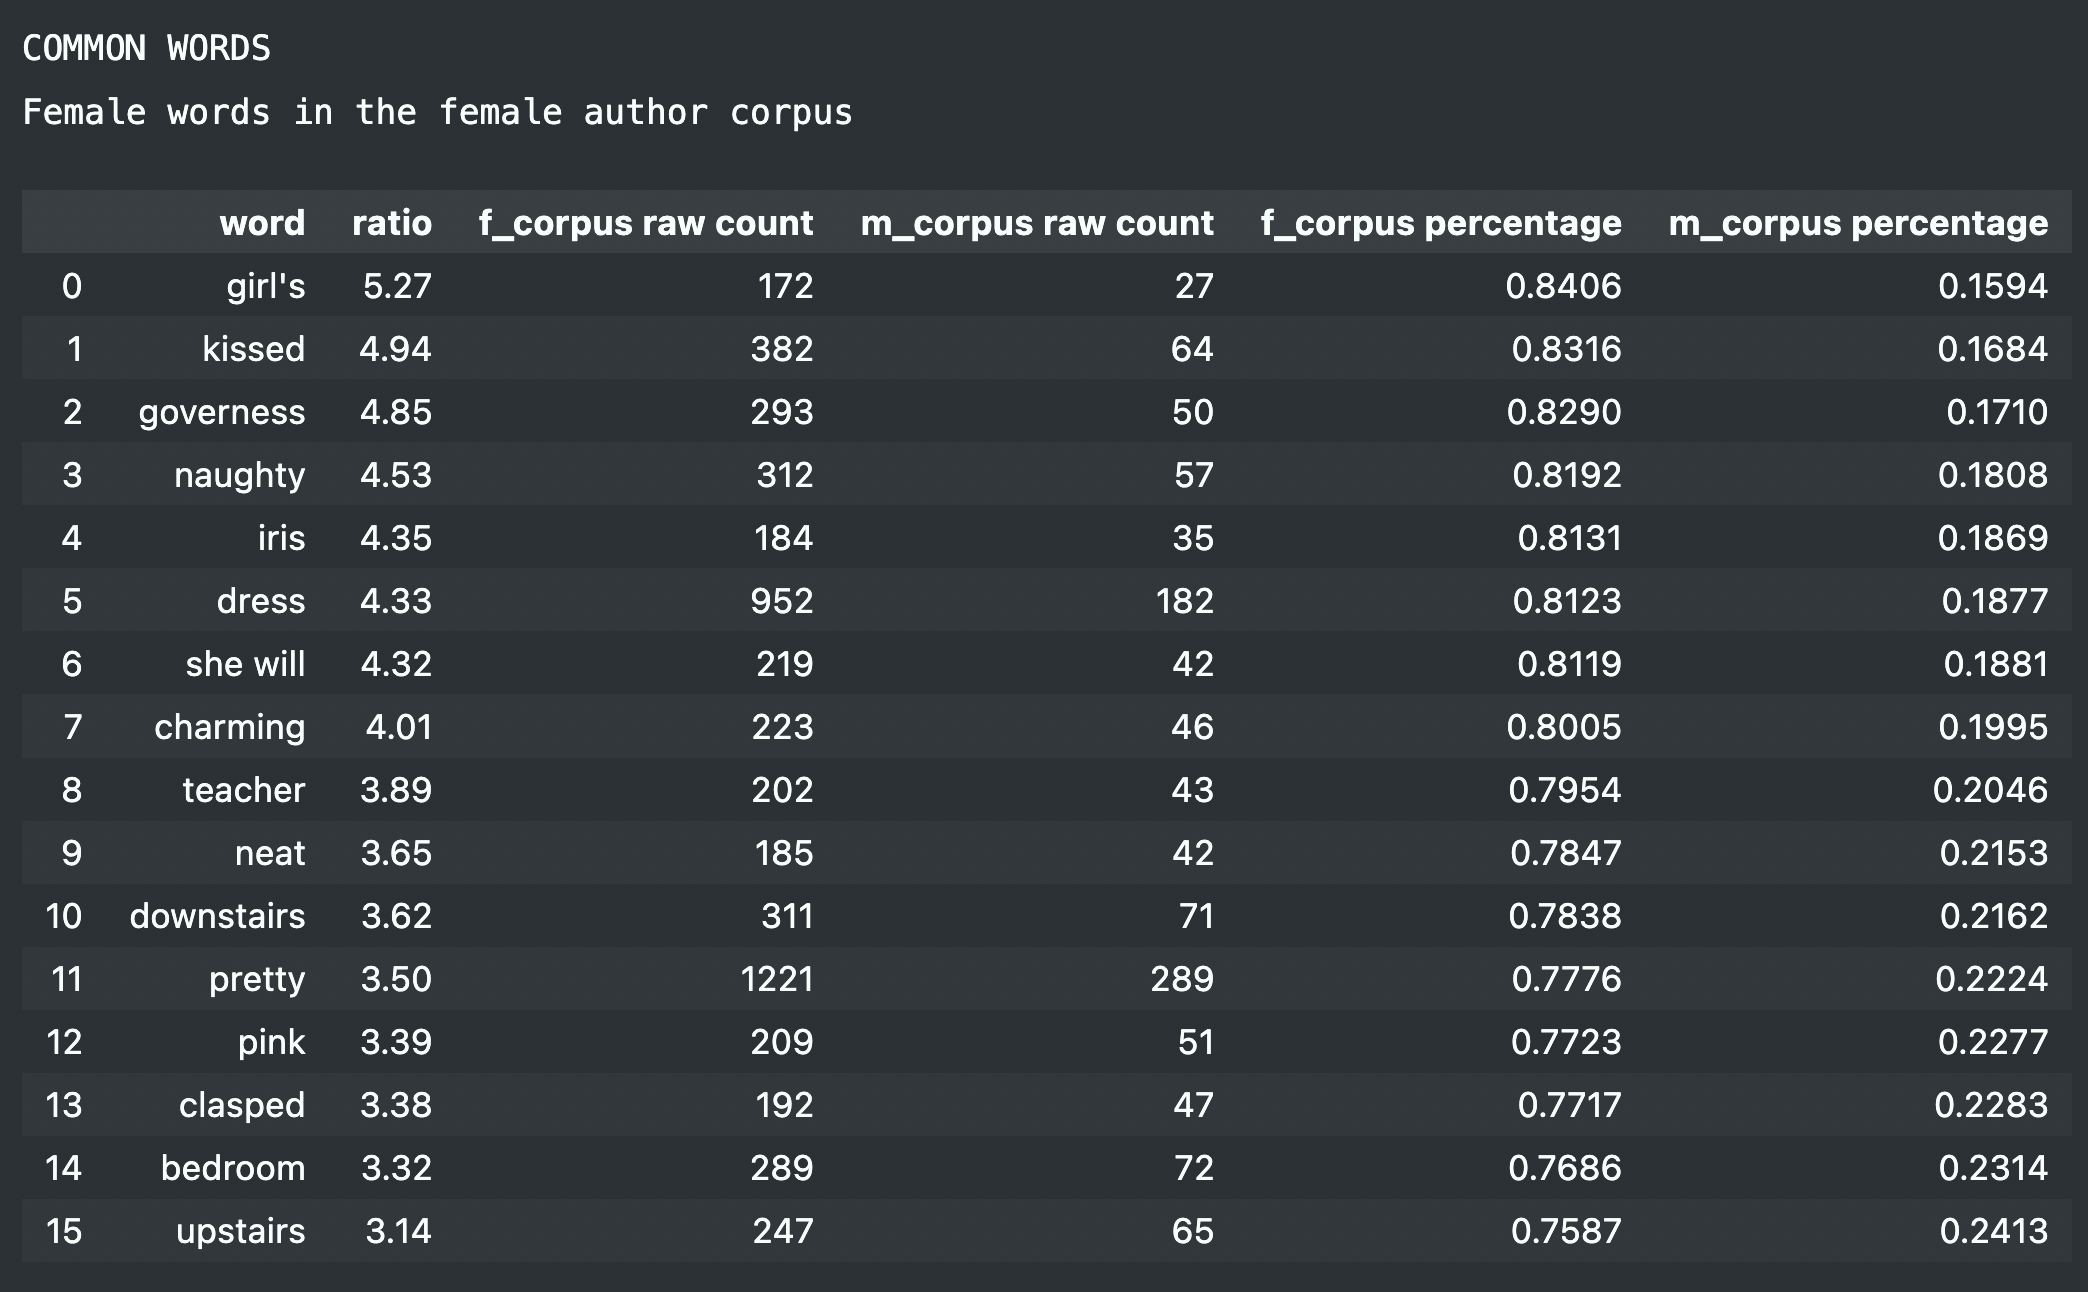 COMMON WORDS
Female words in the female author corpus
word ratio f_corpus raw count m_corpus raw count f_corpus percentage m_corpus percentage
0 girl's 5.27 172 27 0.8406 0.1594
1 kissed 4.94 382 64 0.8316 0.1684
2 governess 4.85 293 50 0.8290 0.1710
3 naughty 4.53 312 57 0.8192 0.1808
4 iris 4.35 184 35 0.8131 0.1869
5 dress 4.33 952 182 0.8123 0.1877
6 she will 4.32 219 42 0.8119 0.1881
7 charming 4.01 223 46 0.8005 0.1995
8 teacher 3.89 202 43 0.7954 0.2046
9 neat 3.65 185 42 0.7847 0.2153
10 downstairs 3.62 311 71 0.7838 0.2162
11 pretty 3.50 1221 289 0.7776 0.2224
12 pink 3.39 209 51 0.7723 0.2277
13 clasped 3.38 192 47 0.7717 0.2283
14 bedroom 3.32 289 72 0.7686 0.2314
15 upstairs 3.14 247 65 0.7587 0.2413